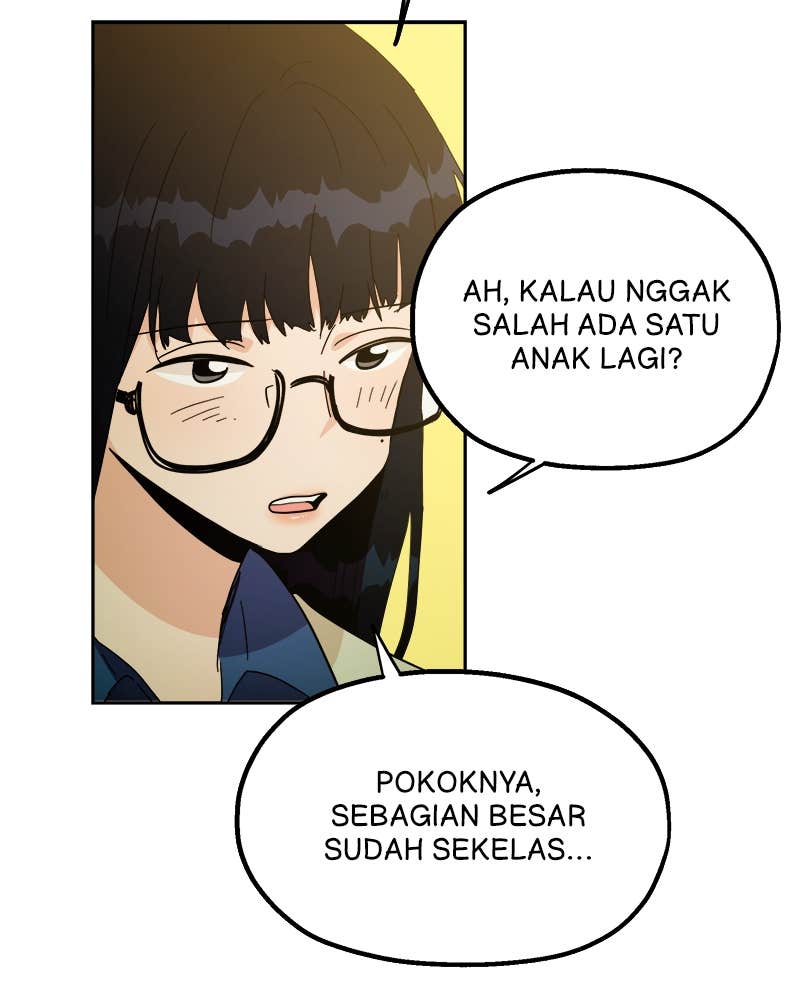 AH, KALAU NGGAK
SALAH ADA SATU
ANAK LAGI?
POKOKNYA,
SEBAGIAN BESAR
SUDAH SEKELAS...